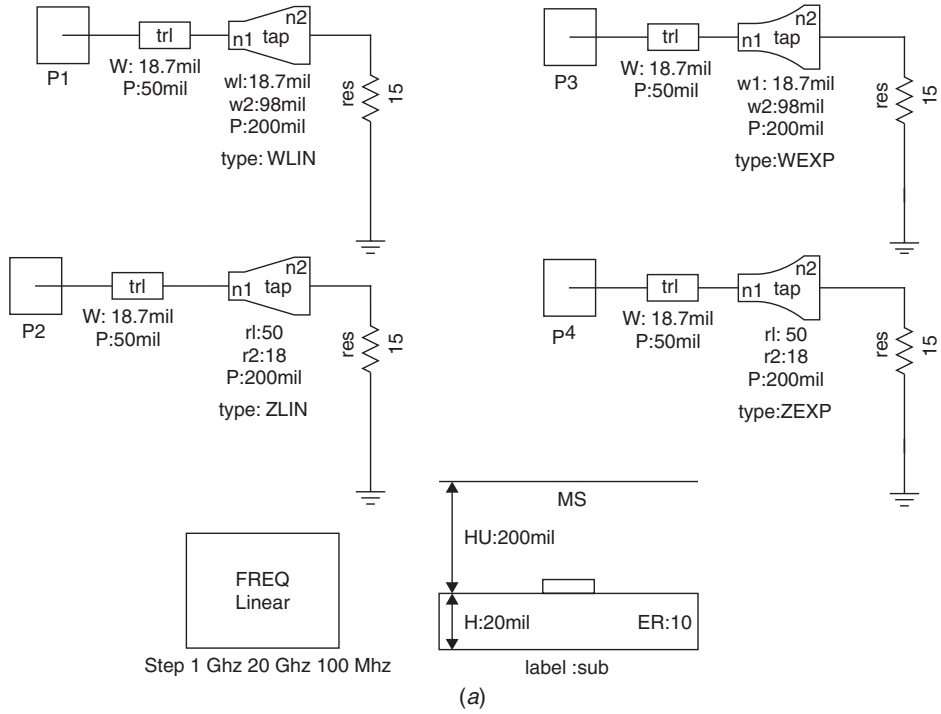 P1
trl
W: 18.7mil
P:50mil
n1 tap n2
wl:18.7mil
w2:98mil
P:200mil
type: WLIN
res
15
P3
trl
W: 18.7mil
P:50mil
n1 tap n2
w1: 18.7mil
w2:98mil
P:200mil
type:WEXP
res
15
P2
trl
W: 18.7mil
P:50mil
n1 tap n2
rl:50
r2:18
P:200mil
type: ZLIN
res
15
P4
trl
W: 18.7mil
P:50mil
n1 tap n2
rl: 50
r2:18
P:200mil
type:ZEXP
res
15
FREQ
Linear
Step 1 Ghz 20 Ghz 100 Mhz
MS
HU:200mil
H:20mil
ER:10
label :sub
(a)